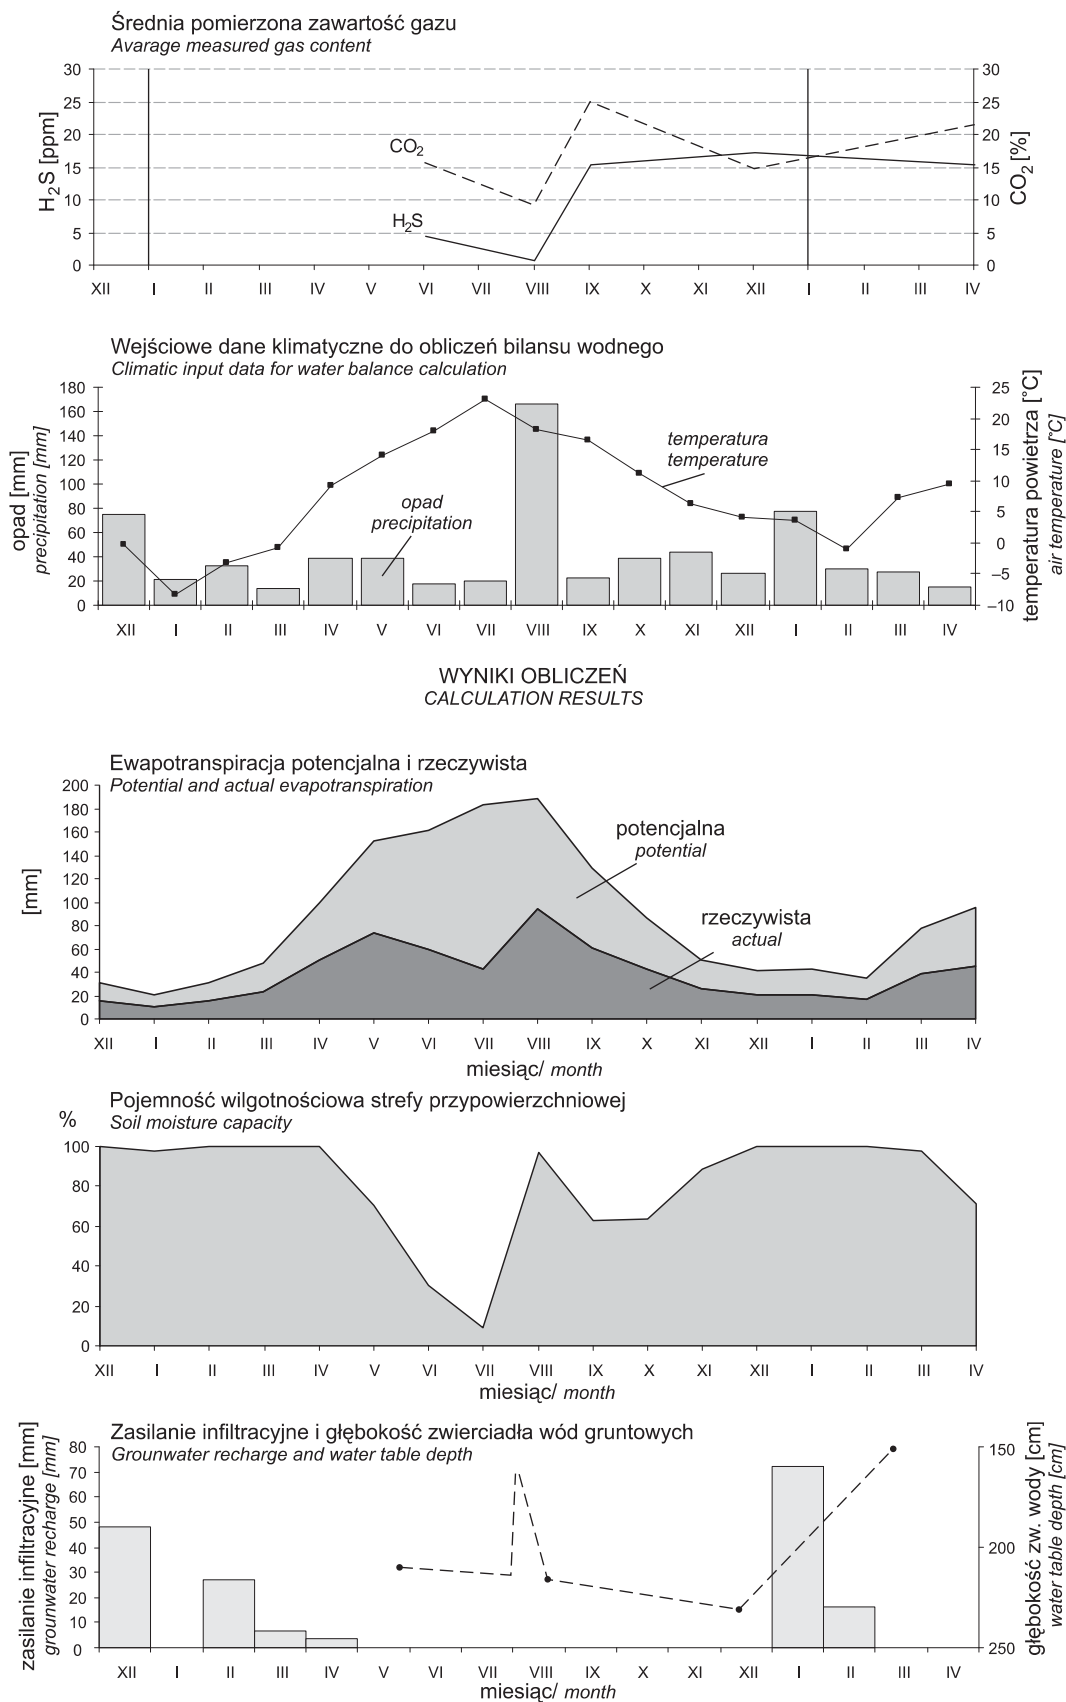 Średnia pomierzona zawartość gazu
Avarage measured gas content
H₂S [ppm]
30
25
20
15
10
5
0
CO₂
H₂S
30
25
20
15
10
5
0
CO₂ [%]
XII I II III IV V VI VII VIII IX X XI XII I II III IV
Wejściowe dane klimatyczne do obliczeń bilansu wodnego
Climatic input data for water balance calculation
opad [mm]
precipitation [mm]
180
160
140
120
100
80
60
40
20
0
temperatura
temperature
opad
precipitation
25
20
15
10
5
0
–5
–10
temperatura powietrza [°C]
air temperature [°C]
XII I II III IV V VI VII VIII IX X XI XII I II III IV
WYNIKI OBLICZEŃ
CALCULATION RESULTS
Ewapotranspiracja potencjalna i rzeczywista
Potential and actual evapotranspiration
[mm]
200
180
160
140
120
100
80
60
40
20
0
potencjalna
potential
rzeczywista
actual
XII I II III IV V VI VII VIII IX X XI XII I II III IV
miesiąc/ month
Pojemność wilgotnościowa strefy przypowierzchniowej
Soil moisture capacity
%
100
80
60
40
20
0
XII I II III IV V VI VII VIII IX X XI XII I II III IV
miesiąc/ month
Zasilanie infiltracyjne i głębokość zwierciadła wód gruntowych
Grounwater recharge and water table depth
zasilanie infiltracyjne [mm]
grounwater recharge [mm]
80
70
60
50
40
30
20
10
0
150
200
250
głębokość zw. wody [cm]
water table depth [cm]
XII I II III IV V VI VII VIII IX X XI XII I II III IV
miesiąc/ month